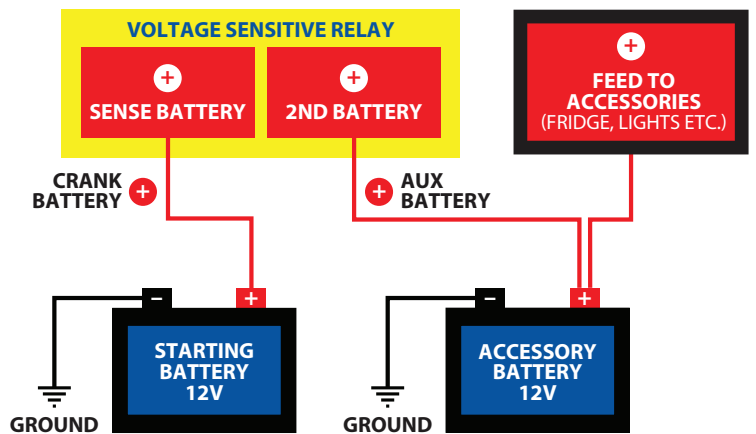 VOLTAGE SENSITIVE RELAY
+
SENSE BATTERY
+
2ND BATTERY
+
FEED TO
ACCESSORIES
(FRIDGE, LIGHTS ETC.)
CRANK
BATTERY
+
+
AUX
BATTERY
−
+
STARTING
BATTERY
12V
GROUND
−
+
ACCESSORY
BATTERY
12V
GROUND